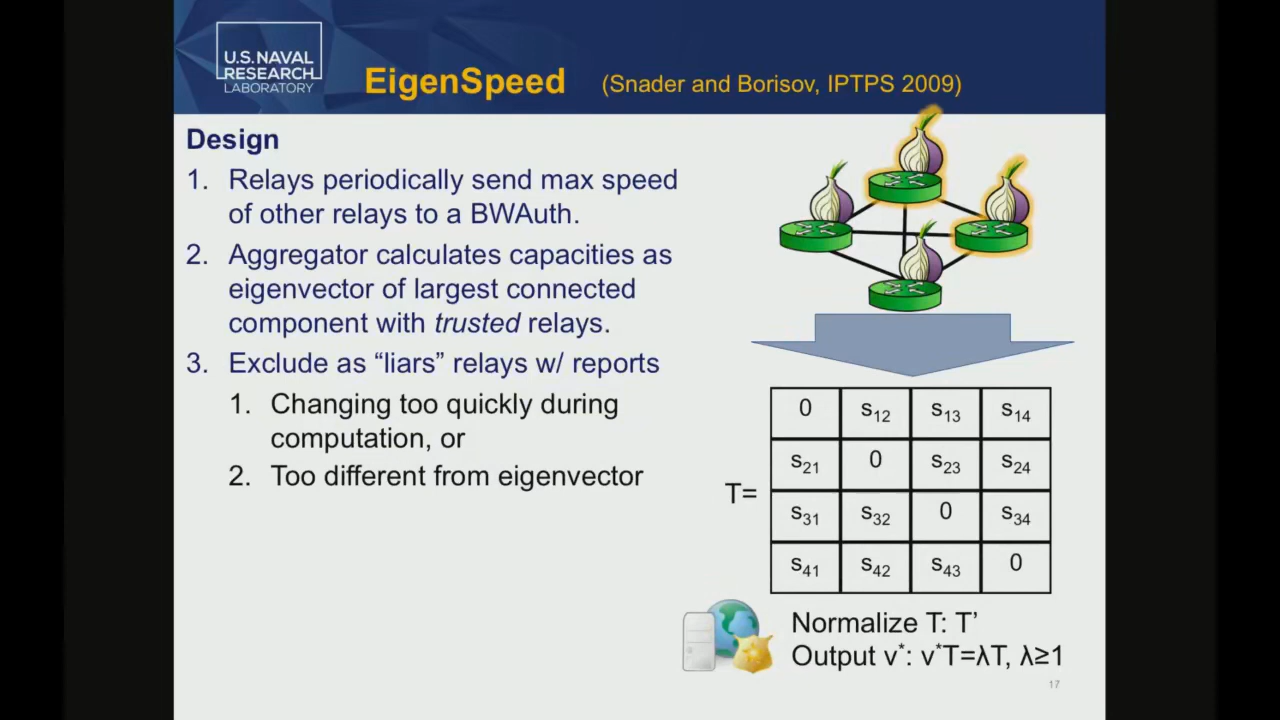 U.S. NAVAL
RESEARCH
LABORATORY
EigenSpeed (Snader and Borisov, IPTPS 2009)
Design
1. Relays periodically send max speed
of other relays to a BWAuth.
2. Aggregator calculates capacities as
eigenvector of largest connected
component with trusted relays.
3. Exclude as “liars” relays w/ reports
1. Changing too quickly during
computation, or
2. Too different from eigenvector
T=
0 s12 s13 s14
s21 0 s23 s24
s31 s32 0 s34
s41 s42 s43 0
Normalize T: T’
Output v*: v*T=λT, λ≥1
17